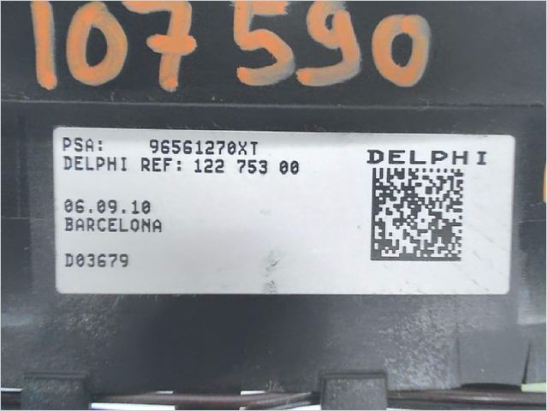 107590
PSA: 96561270XT
DELPHI REF: 122 753 00
DELPHI
06.09.10
BARCELONA
D03679